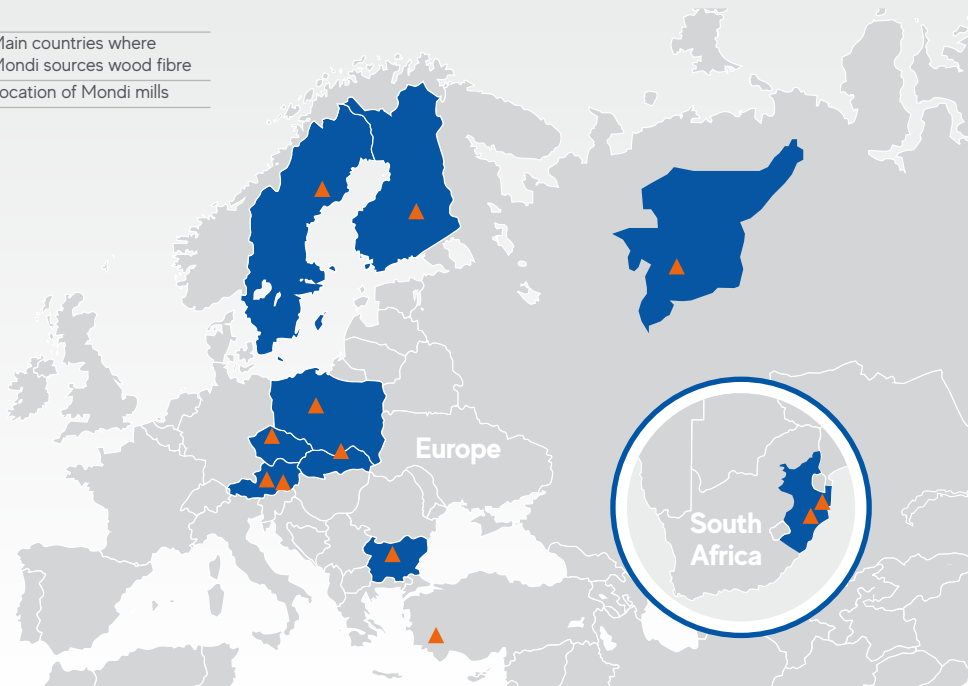 Main countries where
Mondi sources wood fibre
ocation of Mondi mills
Europe
South
Africa